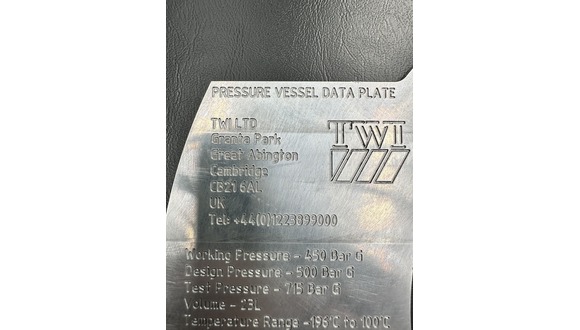 PRESSURE VESSEL DATA PLATE
TWI LTD
Granta Park
Great Abington
Cambridge
CB21 6AL
UK
Tel: +44(0)1223899000
TWI
Working Pressure - 450 Bar G
Design Pressure - 500 Bar G
Test Pressure - 715 Bar G
Volume - 23L
Temperature Range -196°C to 100°C